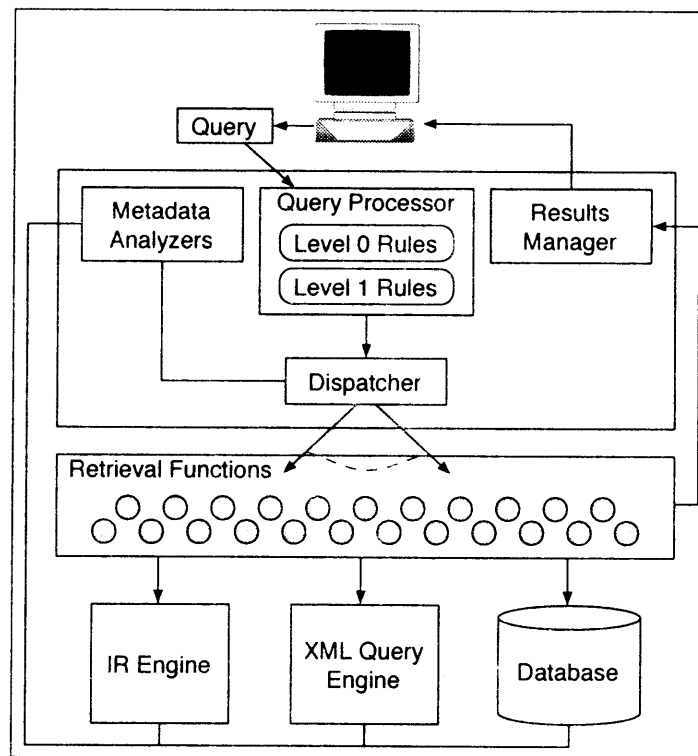 Query
Metadata
Analyzers
Query Processor
Level 0 Rules
Level 1 Rules
Results
Manager
Dispatcher
Retrieval Functions
IR Engine
XML Query
Engine
Database